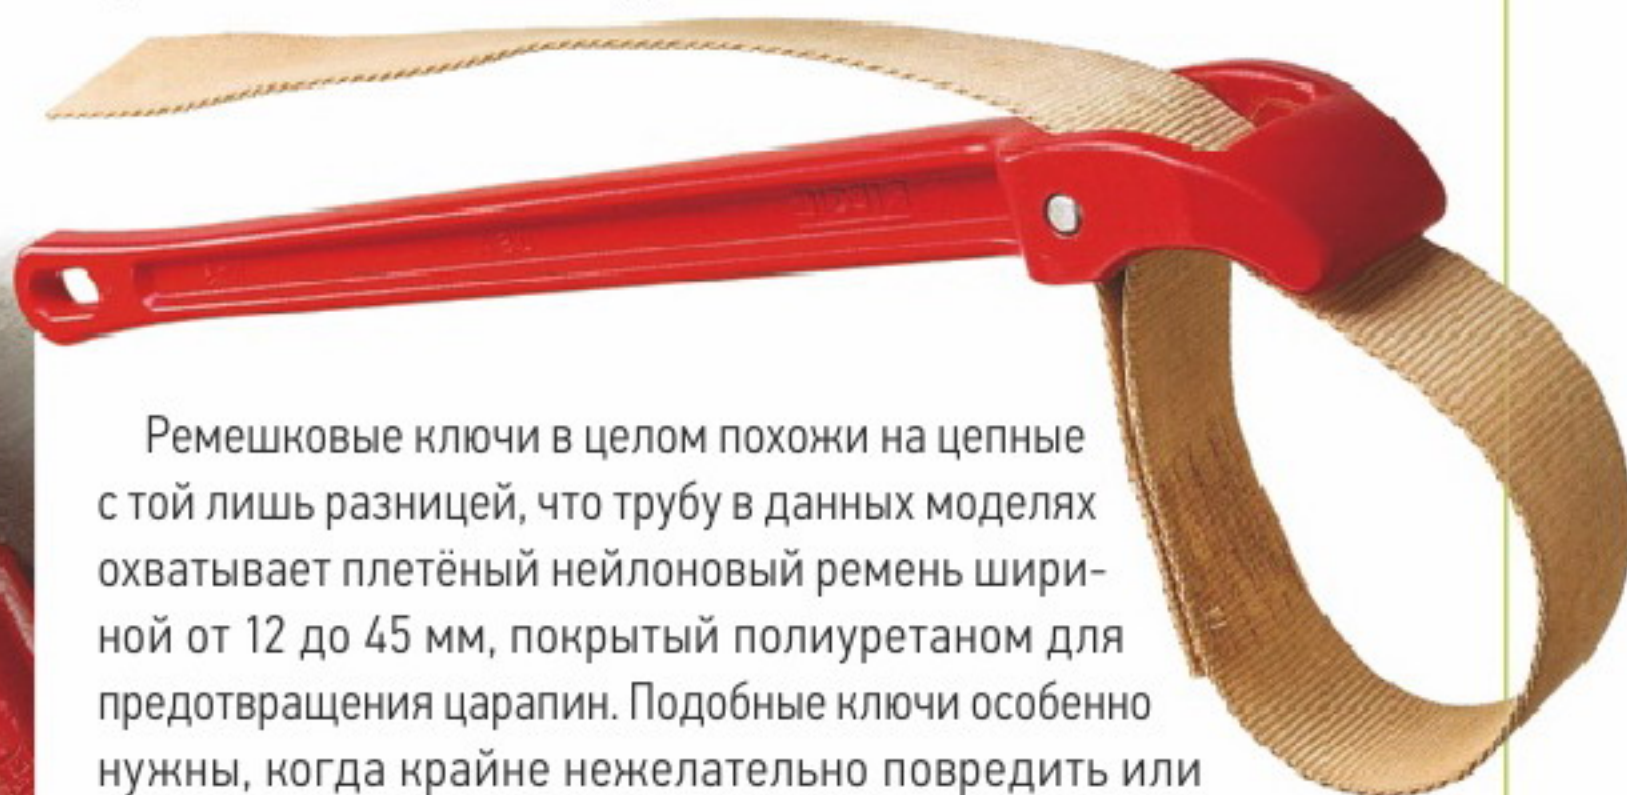 Ремешковые ключи в целом похожи на цепные
с той лишь разницей, что трубу в данных моделях
охватывает плетёный нейлоновый ремень шири-
ной от 12 до 45 мм, покрытый полиуретаном для
предотвращения царапин. Подобные ключи особенно
нужны, когда крайне нежелательно повредить или